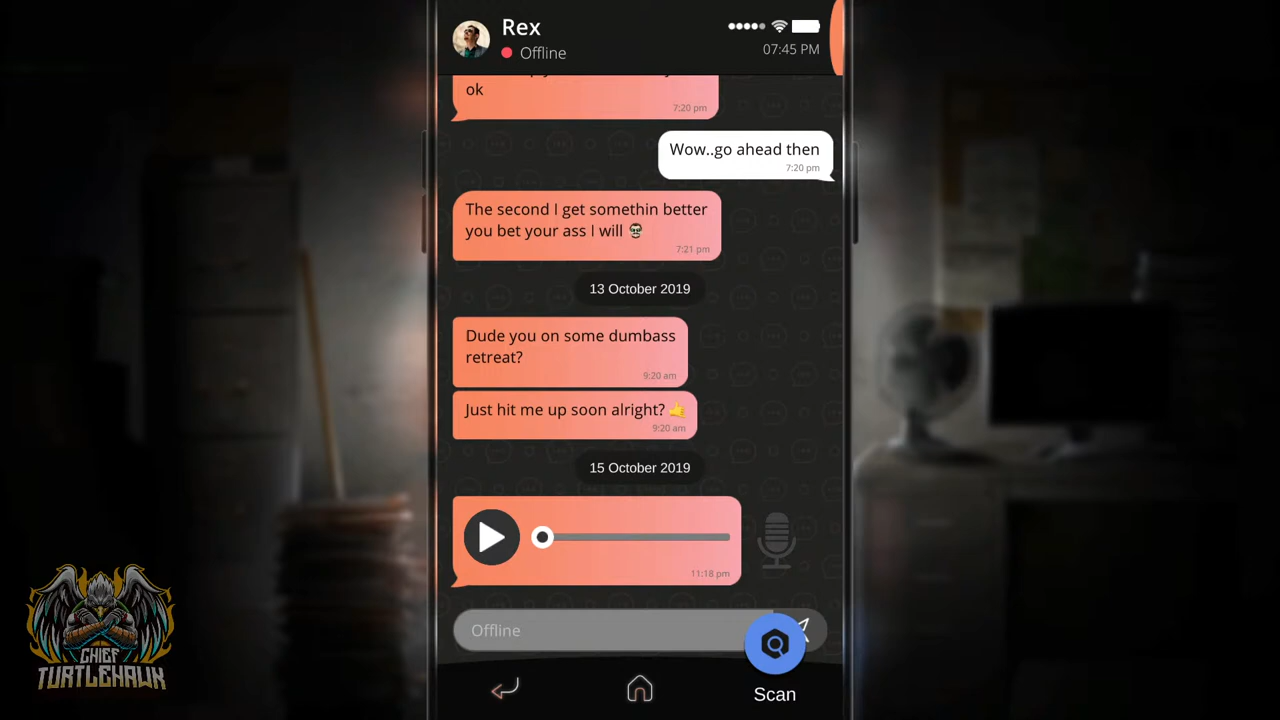 Rex
Offline
07:45 PM
ok
7:20 pm
Wow..go ahead then
7:20 pm
The second I get somethin better
you bet your ass I will
7:21 pm
13 October 2019
Dude you on some dumbass
retreat?
9:20 am
Just hit me up soon alright?
9:20 am
15 October 2019
11:18 pm
Offline
Scan
CHIEF
TURTLEHAWK